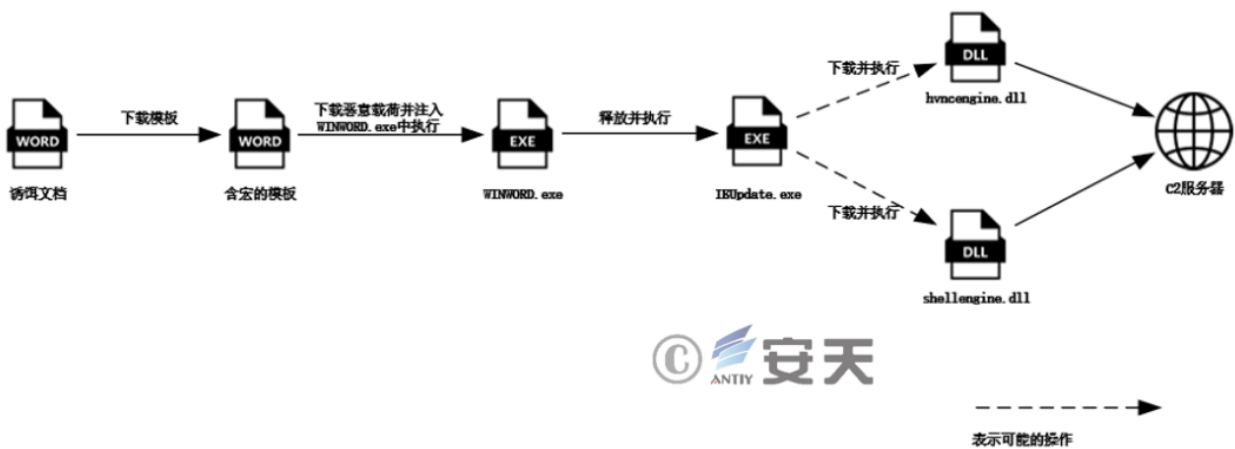 WORD
诱饵文档
下载模板
WORD
含宏的模板
下载恶意载荷并注入
WINWORD.exe中执行
EXE
WINWORD.exe
释放并执行
EXE
IEUpdate.exe
下载并执行
DLL
hvncengine.dll
下载并执行
DLL
shellengine.dll
C2服务器
© ANTIY 安天
表示可能的操作